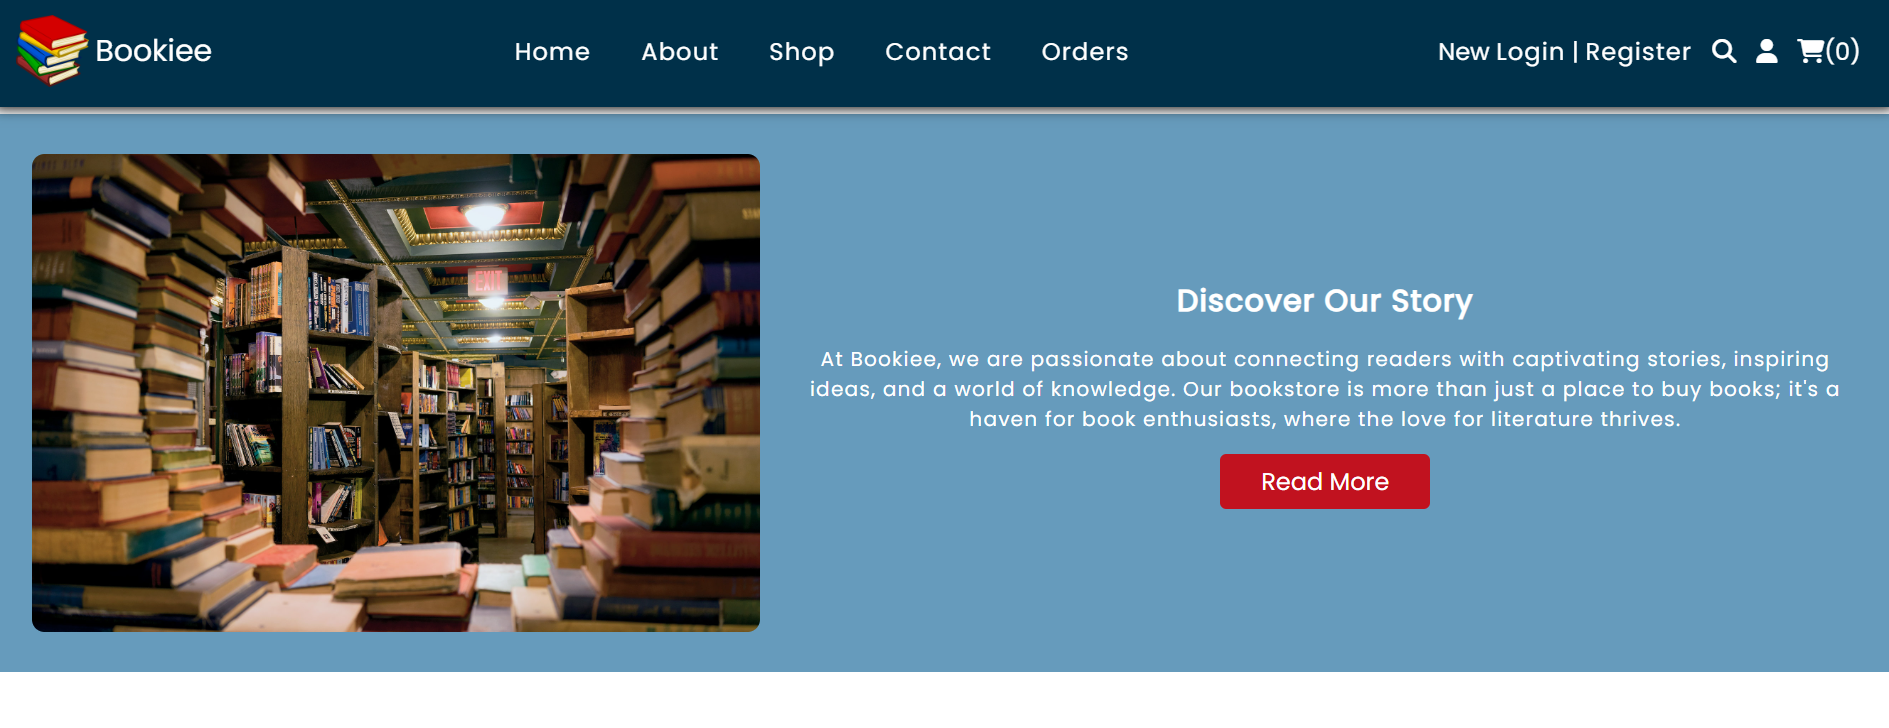 Bookiee
Home
About
Shop
Contact
Orders
New Login | Register
(0)
EXIT
Discover Our Story
At Bookiee, we are passionate about connecting readers with captivating stories, inspiring
ideas, and a world of knowledge. Our bookstore is more than just a place to buy books; it's a
haven for book enthusiasts, where the love for literature thrives.
Read More